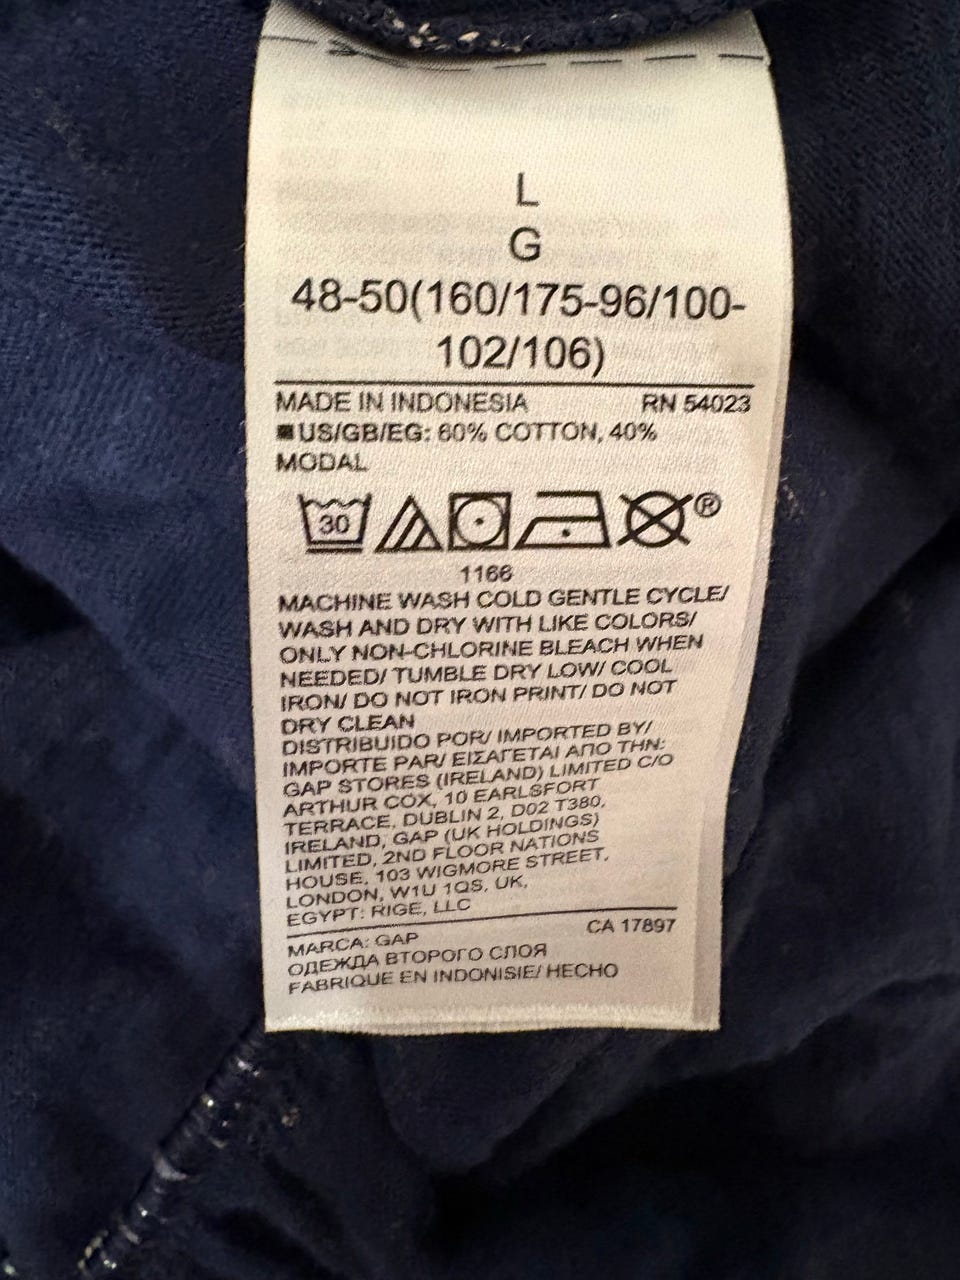 L
G
48-50(160/175-96/100-
102/106)
MADE IN INDONESIA RN 54023
US/GB/EG: 60% COTTON, 40%
MODAL
30 ®
1166
MACHINE WASH COLD GENTLE CYCLE/
WASH AND DRY WITH LIKE COLORS/
ONLY NON-CHLORINE BLEACH WHEN
NEEDED/ TUMBLE DRY LOW/ COOL
IRON/ DO NOT IRON PRINT/ DO NOT
DRY CLEAN
DISTRIBUIDO POR/ IMPORTED BY/
IMPORTE PAR/ ΕΙΣΑΓΕΤΑΙ ΑΠΟ ΤΗΝ:
GAP STORES (IRELAND) LIMITED C/O
ARTHUR COX, 10 EARLSFORT
TERRACE, DUBLIN 2, D02 T380,
IRELAND, GAP (UK HOLDINGS)
LIMITED, 2ND FLOOR NATIONS
HOUSE, 103 WIGMORE STREET,
LONDON, W1U 1QS, UK,
EGYPT: RIGE, LLC
CA 17897
MARCA: GAP
ОДЕЖДА ВТОРОГО СЛОЯ
FABRIQUE EN INDONISIE/ HECHO